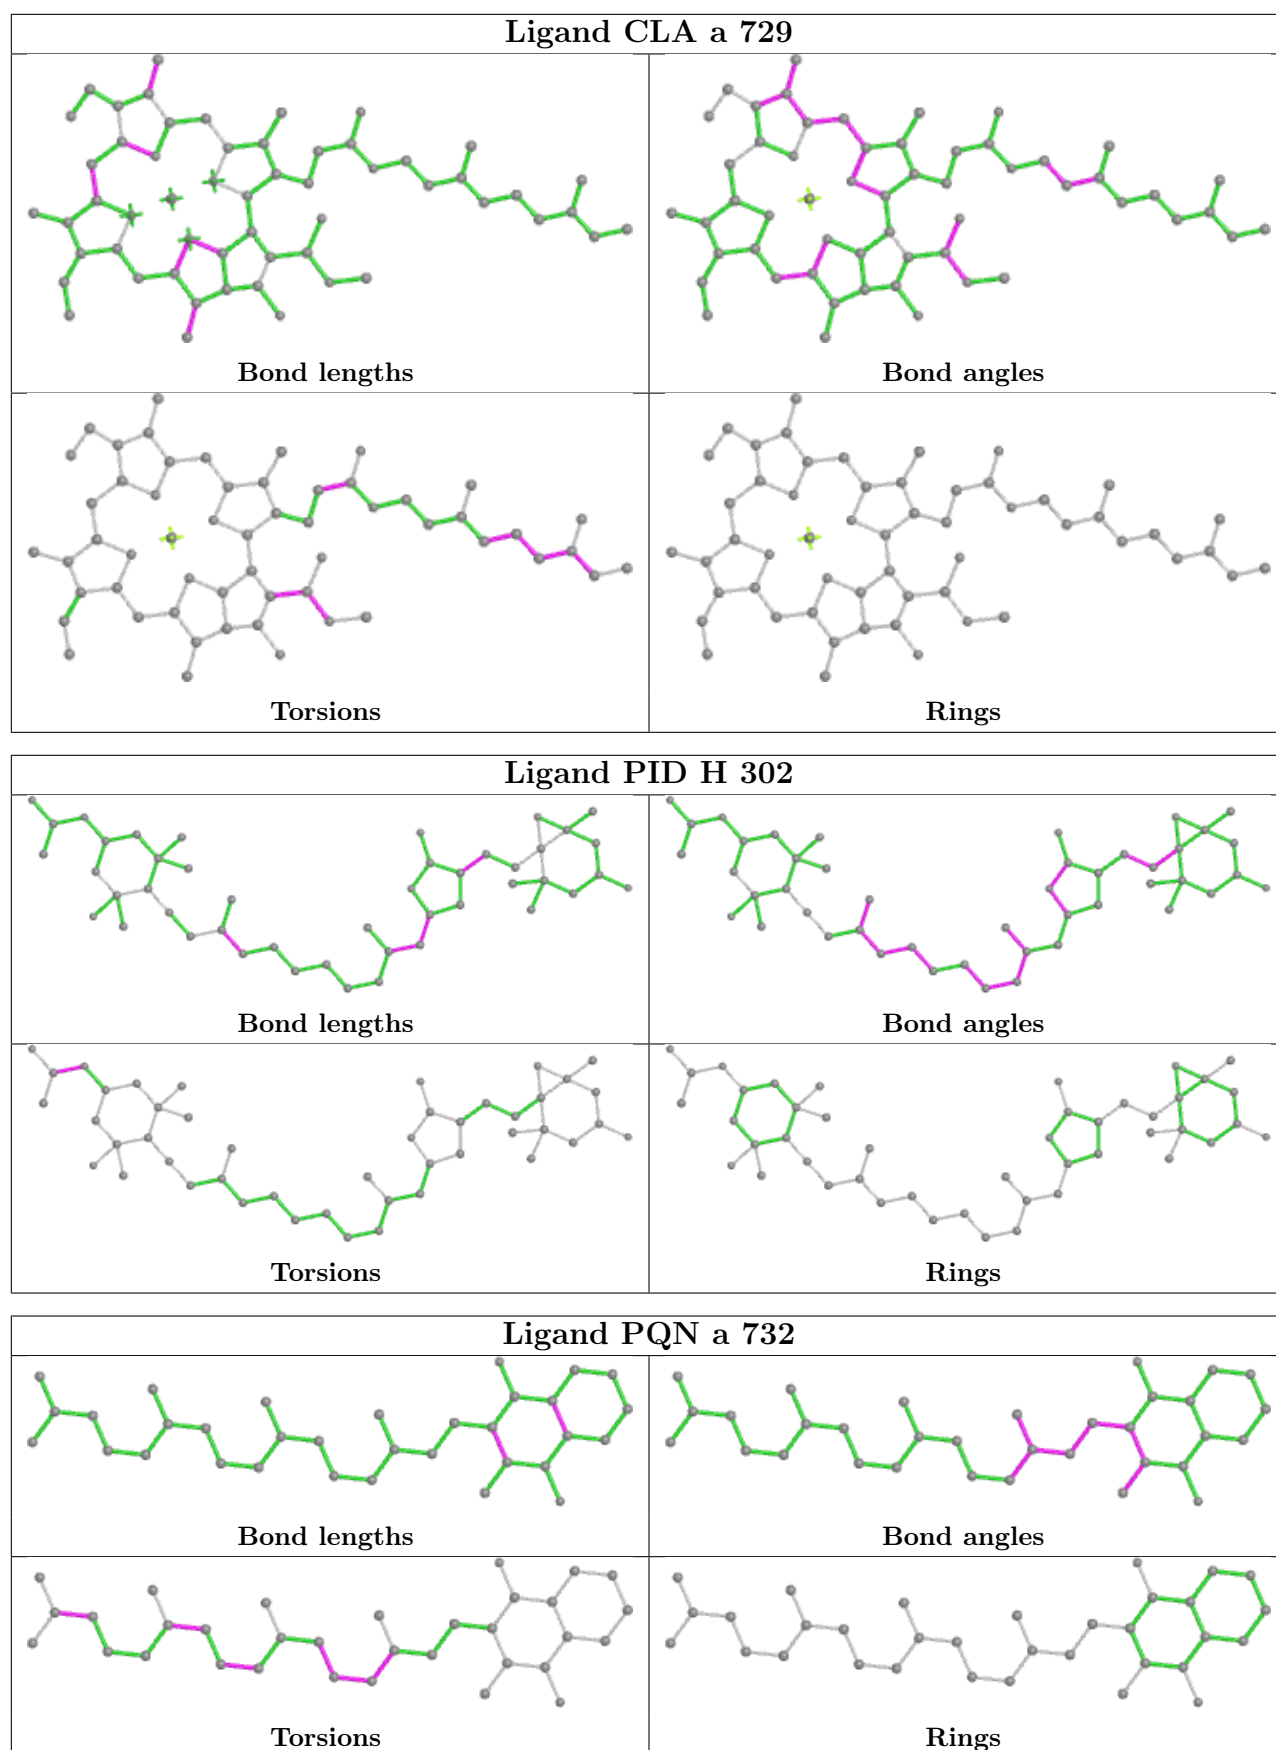 Ligand CLA a 729
Bond lengths
Bond angles
Torsions
Rings
Ligand PID H 302
Bond lengths
Bond angles
Torsions
Rings
Ligand PQN a 732
Bond lengths
Bond angles
Torsions
Rings